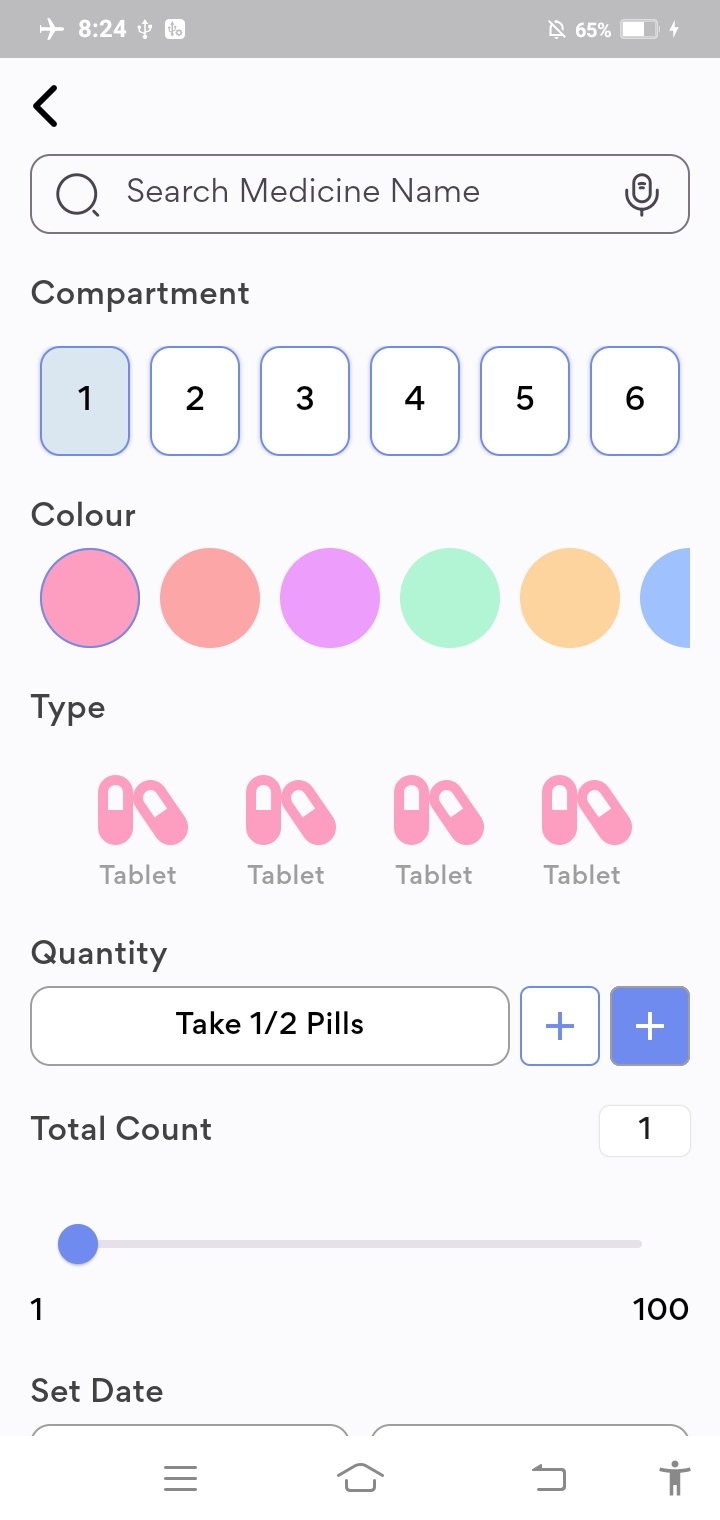 8:24 65%
Search Medicine Name
Compartment
1 2 3 4 5 6
Colour
Type
Tablet Tablet Tablet Tablet
Quantity
Take 1/2 Pills + +
Total Count 1
1 100
Set Date